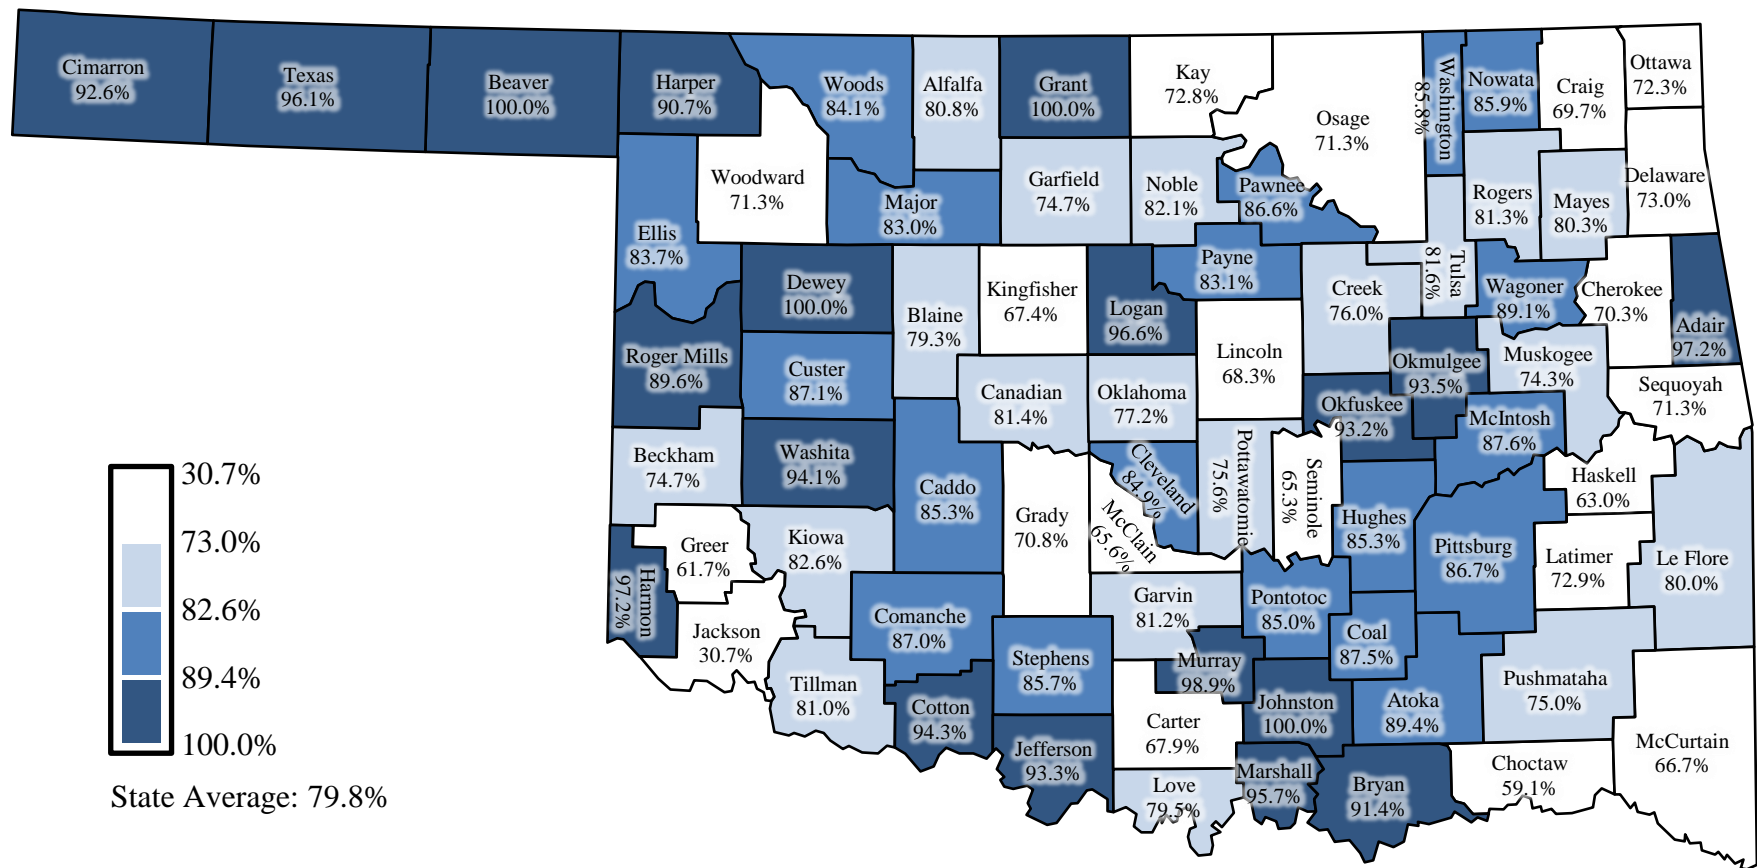 Cimarron
92.6%
Texas
96.1%
Beaver
100.0%
Harper
90.7%
Woods
84.1%
Alfalfa
80.8%
Grant
100.0%
Kay
72.8%
Osage
71.3%
Washington
85.8%
Nowata
85.9%
Craig
69.7%
Ottawa
72.3%
Woodward
71.3%
Major
83.0%
Garfield
74.7%
Noble
82.1%
Pawnee
86.6%
Rogers
81.3%
Mayes
80.3%
Delaware
73.0%
Ellis
83.7%
Dewey
100.0%
Blaine
79.3%
Kingfisher
67.4%
Logan
96.6%
Payne
83.1%
Creek
76.0%
Tulsa
81.6%
Wagoner
89.1%
Cherokee
70.3%
Adair
97.2%
Roger Mills
89.6%
Custer
87.1%
Canadian
81.4%
Oklahoma
77.2%
Lincoln
68.3%
Okfuskee
93.2%
Okmulgee
93.5%
Muskogee
74.3%
Sequoyah
71.3%
McIntosh
87.6%
Beckham
74.7%
Washita
94.1%
Caddo
85.3%
Grady
70.8%
Cleveland
84.9%
McClain
65.6%
Pottawatomie
75.6%
Seminole
65.3%
Hughes
85.3%
Pittsburg
86.7%
Haskell
63.0%
Latimer
72.9%
Le Flore
80.0%
Harmon
97.2%
Greer
61.7%
Kiowa
82.6%
Jackson
30.7%
Tillman
81.0%
Comanche
87.0%
Cotton
94.3%
Stephens
85.7%
Jefferson
93.3%
Garvin
81.2%
Murray
98.9%
Carter
67.9%
Love
79.5%
Pontotoc
85.0%
Johnston
100.0%
Marshall
95.7%
Coal
87.5%
Atoka
89.4%
Bryan
91.4%
Pushmataha
75.0%
Choctaw
59.1%
McCurtain
66.7%
30.7%
73.0%
82.6%
89.4%
100.0%
State Average: 79.8%